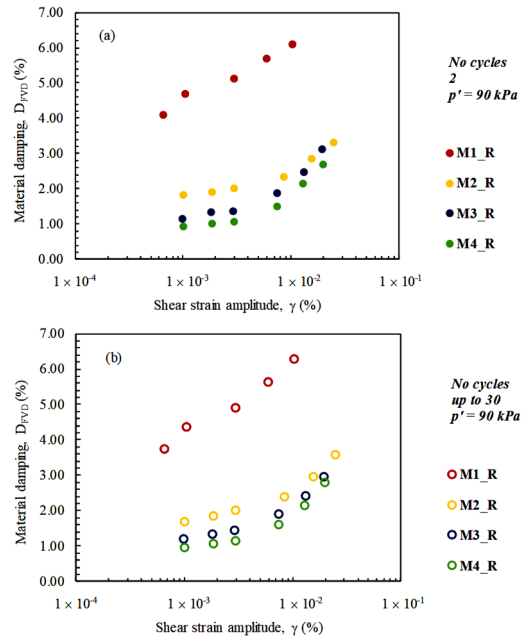 7.00
(a)
6.00
5.00
4.00
3.00
2.00
1.00
0.00
Material damping, D_FVD (%)
1 × 10⁻⁴
1 × 10⁻³
1 × 10⁻²
1 × 10⁻¹
Shear strain amplitude, γ (%)
No cycles
2
p' = 90 kPa
M1_R
M2_R
M3_R
M4_R
7.00
(b)
6.00
5.00
4.00
3.00
2.00
1.00
0.00
Material damping, D_FVD (%)
1 × 10⁻⁴
1 × 10⁻³
1 × 10⁻²
1 × 10⁻¹
Shear strain amplitude, γ (%)
No cycles
up to 30
p' = 90 kPa
M1_R
M2_R
M3_R
M4_R